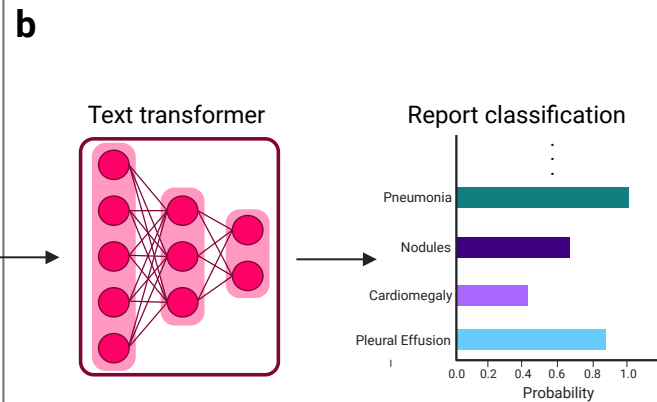 b
Text transformer
Report classification
Pneumonia
Nodules
Cardiomegaly
Pleural Effusion
0.0 0.2 0.4 0.6 0.8 1.0
Probability